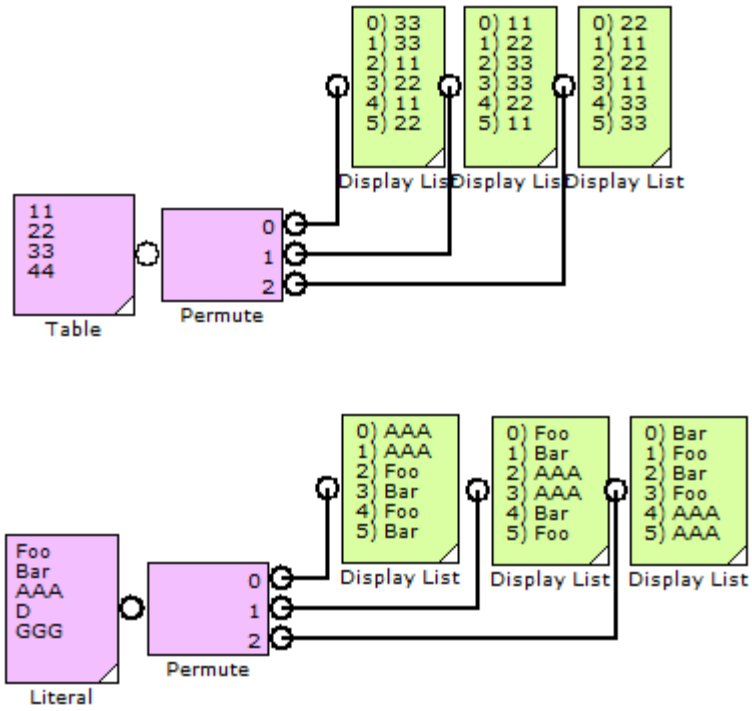 0) 33
1) 33
2) 11
3) 22
4) 11
5) 22
0) 11
1) 22
2) 33
3) 33
4) 22
5) 11
0) 22
1) 11
2) 22
3) 11
4) 33
5) 33
Display List
Display List
Display List
11
22
33
44
Table
0
1
2
Permute
0) AAA
1) AAA
2) Foo
3) Bar
4) Foo
5) Bar
Display List
0) Foo
1) Bar
2) AAA
3) AAA
4) Bar
5) Foo
Display List
0) Bar
1) Foo
2) Bar
3) Foo
4) AAA
5) AAA
Display List
Foo
Bar
AAA
D
GGG
Literal
0
1
2
Permute